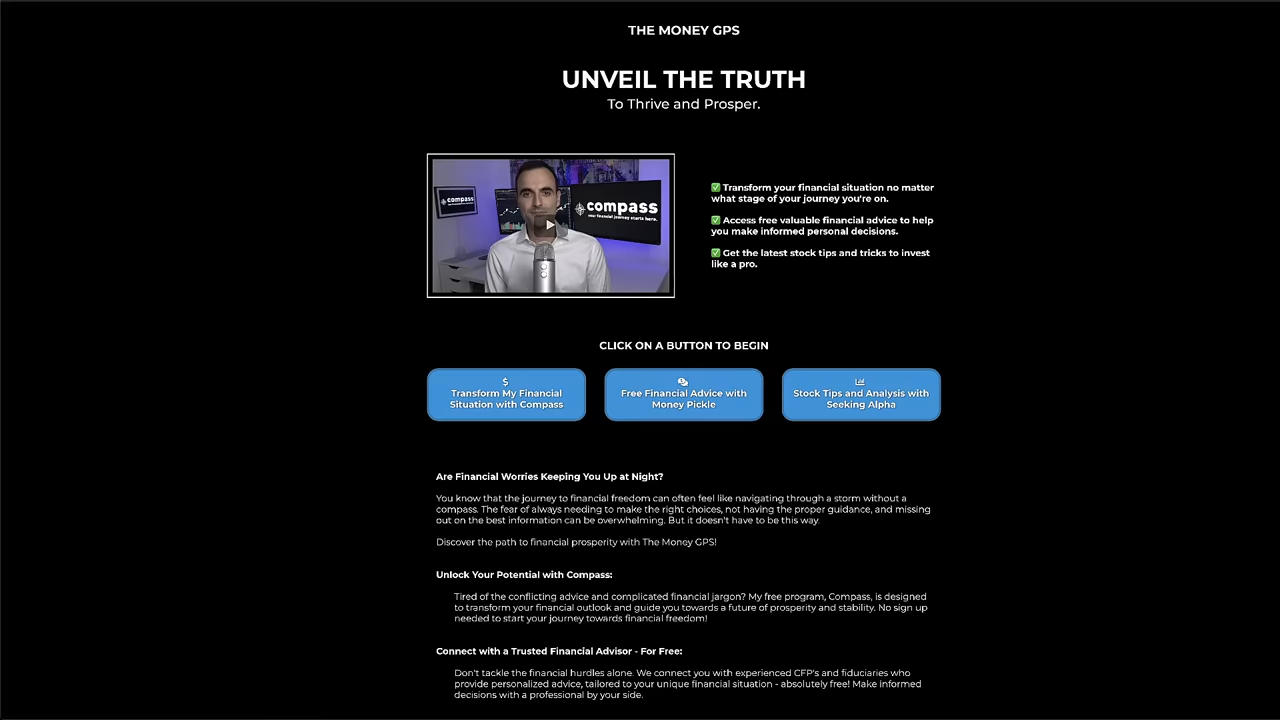 THE MONEY GPS
UNVEIL THE TRUTH
To Thrive and Prosper.
compass
compass
your financial journey starts here.
✅ Transform your financial situation no matter
what stage of your journey you're on.
✅ Access free valuable financial advice to help
you make informed personal decisions.
✅ Get the latest stock tips and tricks to invest
like a pro.
CLICK ON A BUTTON TO BEGIN
Transform My Financial
Situation with Compass
Free Financial Advice with
Money Pickle
Stock Tips and Analysis with
Seeking Alpha
Are Financial Worries Keeping You Up at Night?
You know that the journey to financial freedom can often feel like navigating through a storm without a
compass. The fear of always needing to make the right choices, not having the proper guidance, and missing
out on the best information can be overwhelming. But it doesn't have to be this way.
Discover the path to financial prosperity with The Money GPS!
Unlock Your Potential with Compass:
Tired of the conflicting advice and complicated financial jargon? My free program, Compass, is designed
to transform your financial outlook and guide you towards a future of prosperity and stability. No sign up
needed to start your journey towards financial freedom!
Connect with a Trusted Financial Advisor - For Free:
Don't tackle the financial hurdles alone. We connect you with experienced CFP's and fiduciaries who
provide personalized advice, tailored to your unique financial situation - absolutely free! Make informed
decisions with a professional by your side.